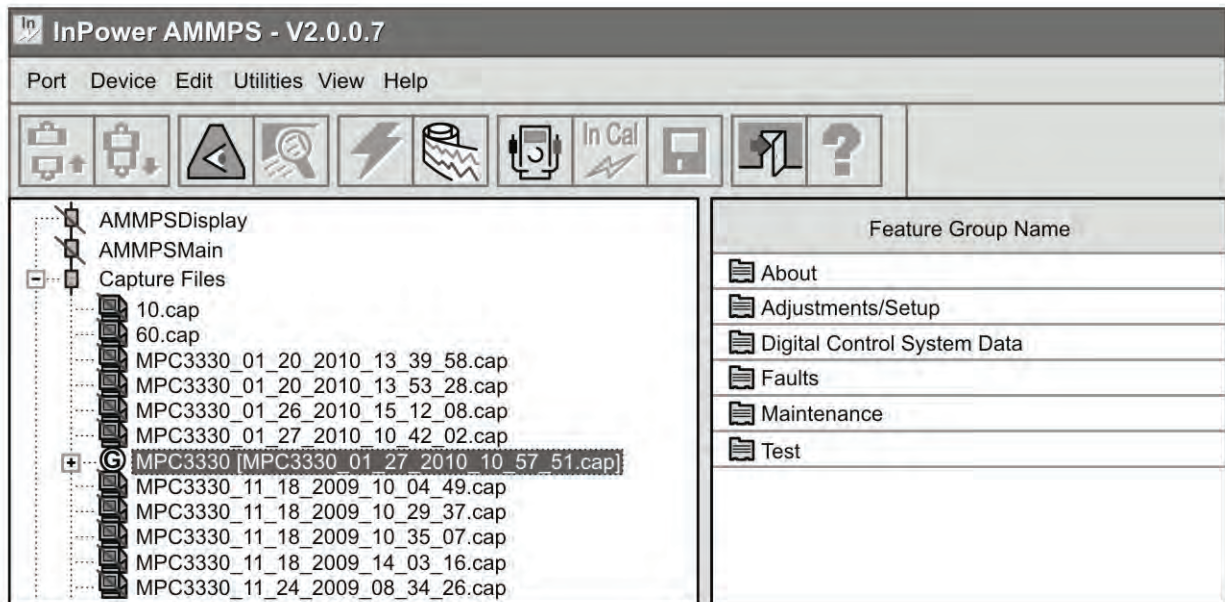 In InPower AMMPS - V2.0.0.7
Port Device Edit Utilities View Help
In Cal
?
AMMPSDisplay
AMMPSMain
Capture Files
10.cap
60.cap
MPC3330_01_20_2010_13_39_58.cap
MPC3330_01_20_2010_13_53_28.cap
MPC3330_01_26_2010_15_12_08.cap
MPC3330_01_27_2010_10_42_02.cap
G MPC3330 [MPC3330_01_27_2010_10_57_51.cap]
MPC3330_11_18_2009_10_04_49.cap
MPC3330_11_18_2009_10_29_37.cap
MPC3330_11_18_2009_10_35_07.cap
MPC3330_11_18_2009_14_03_16.cap
MPC3330_11_24_2009_08_34_26.cap
Feature Group Name
About
Adjustments/Setup
Digital Control System Data
Faults
Maintenance
Test